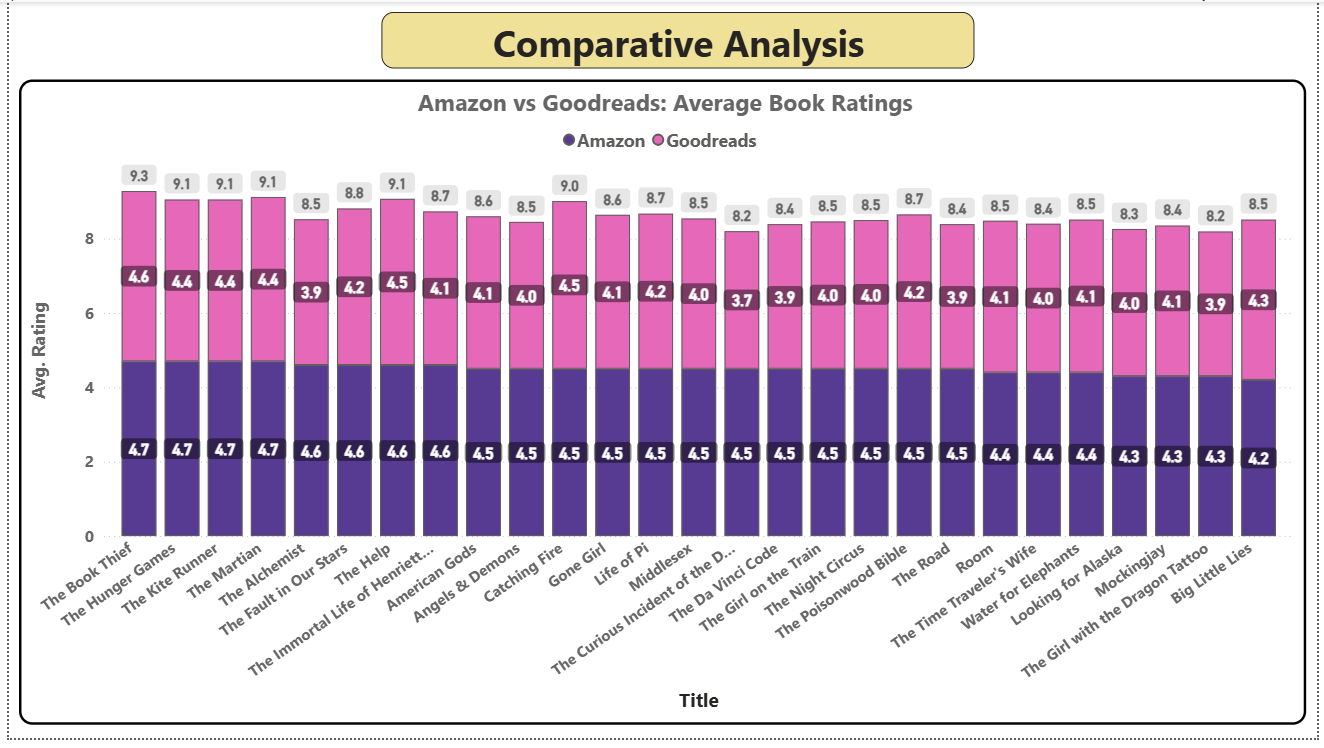 Comparative Analysis
Amazon vs Goodreads: Average Book Ratings
Amazon Goodreads
9.3 9.1 9.1 9.1 8.5 8.8 9.1 8.7 8.6 8.5 9.0 8.6 8.7 8.5 8.2 8.4 8.5 8.5 8.7 8.4 8.5 8.4 8.5 8.3 8.4 8.2 8.5
4.6 4.4 4.4 4.4 3.9 4.2 4.5 4.1 4.1 4.0 4.5 4.1 4.2 4.0 3.7 3.9 4.0 4.0 4.2 3.9 4.1 4.0 4.1 4.0 4.1 3.9 4.3
4.7 4.7 4.7 4.7 4.6 4.6 4.6 4.6 4.5 4.5 4.5 4.5 4.5 4.5 4.5 4.5 4.5 4.5 4.5 4.5 4.4 4.4 4.4 4.3 4.3 4.3 4.2
8
6
4
2
0
Avg. Rating
The Book Thief
The Hunger Games
The Kite Runner
The Martian
The Alchemist
The Fault in Our Stars
The Help
The Immortal Life of Henriett...
American Gods
Angels & Demons
Catching Fire
Gone Girl
Life of Pi
Middlesex
The Curious Incident of the D...
The Da Vinci Code
The Girl on the Train
The Night Circus
The Poisonwood Bible
The Road
Room
The Time Traveler's Wife
Water for Elephants
Looking for Alaska
Mockingjay
The Girl with the Dragon Tattoo
Big Little Lies
Title